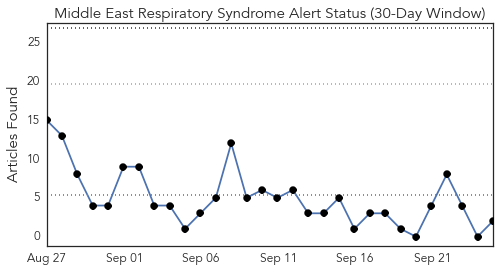 Middle East Respiratory Syndrome Alert Status (30-Day Window)
Articles Found
25
20
15
10
5
0
Aug 27 Sep 01 Sep 06 Sep 11 Sep 16 Sep 21